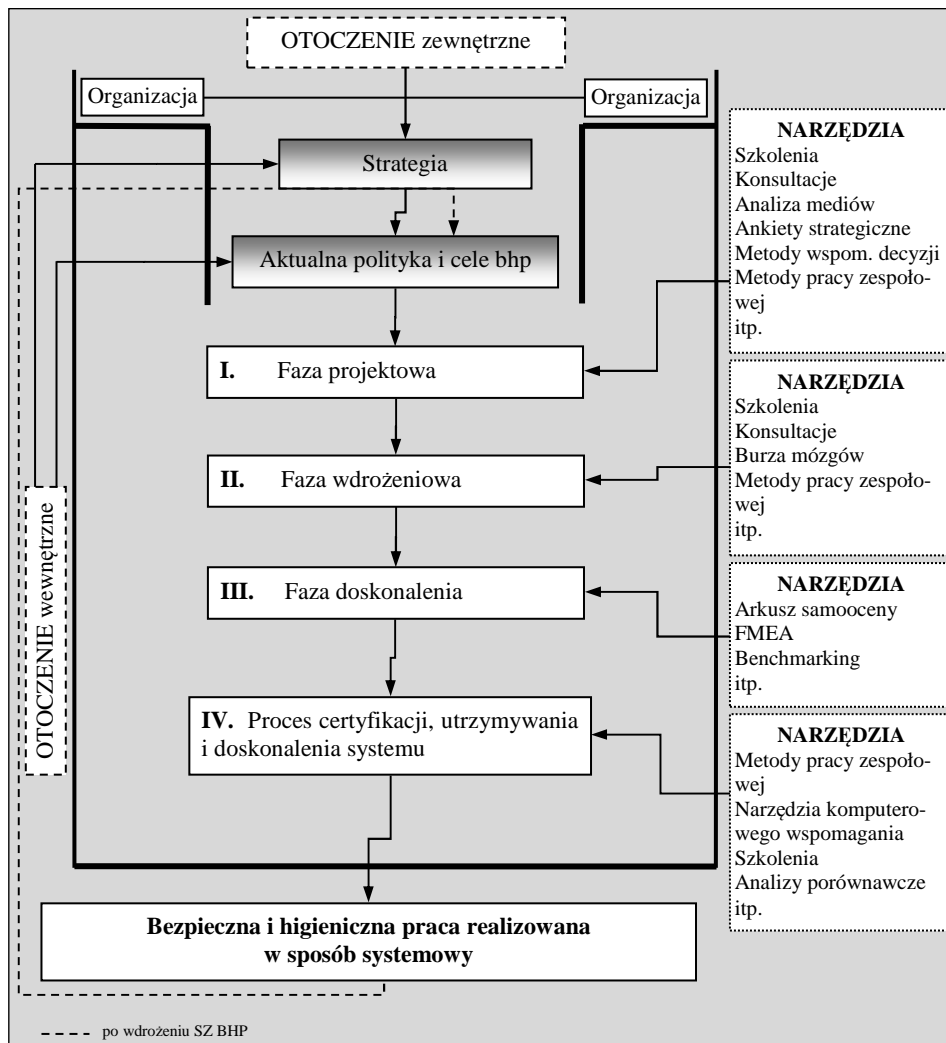 OTOCZENIE zewnętrzne
Organizacja
Organizacja
Strategia
Aktualna polityka i cele bhp
I. Faza projektowa
II. Faza wdrożeniowa
III. Faza doskonalenia
IV. Proces certyfikacji, utrzymywania
i doskonalenia systemu
Bezpieczna i higieniczna praca realizowana
w sposób systemowy
OTOCZENIE wewnętrzne
NARZĘDZIA
Szkolenia
Konsultacje
Analiza mediów
Ankiety strategiczne
Metody wspom. decyzji
Metody pracy zespoło-
wej
itp.
NARZĘDZIA
Szkolenia
Konsultacje
Burza mózgów
Metody pracy zespoło-
wej
itp.
NARZĘDZIA
Arkusz samooceny
FMEA
Benchmarking
itp.
NARZĘDZIA
Metody pracy zespoło-
wej
Narzędzia komputero-
wego wspomagania
Szkolenia
Analizy porównawcze
itp.
po wdrożeniu SZ BHP